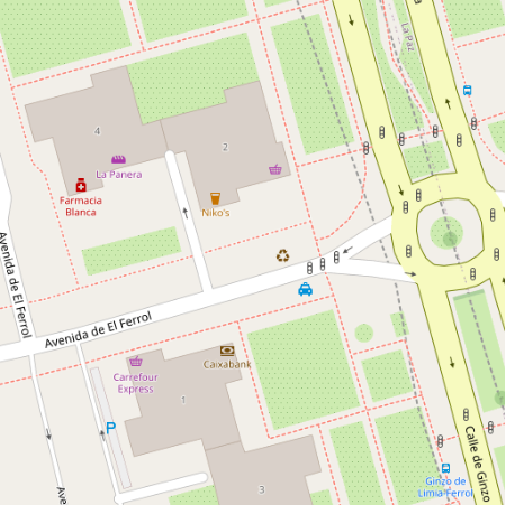 La Paz
4
2
La Panera
Farmacia
Blanca
Niko's
Avenida de El Ferrol
Avenida de El Ferrol
Caixabank
Carrefour
Express
1
P
Calle de Ginzo
Ginzo de
Limia Ferrol
3
Ave